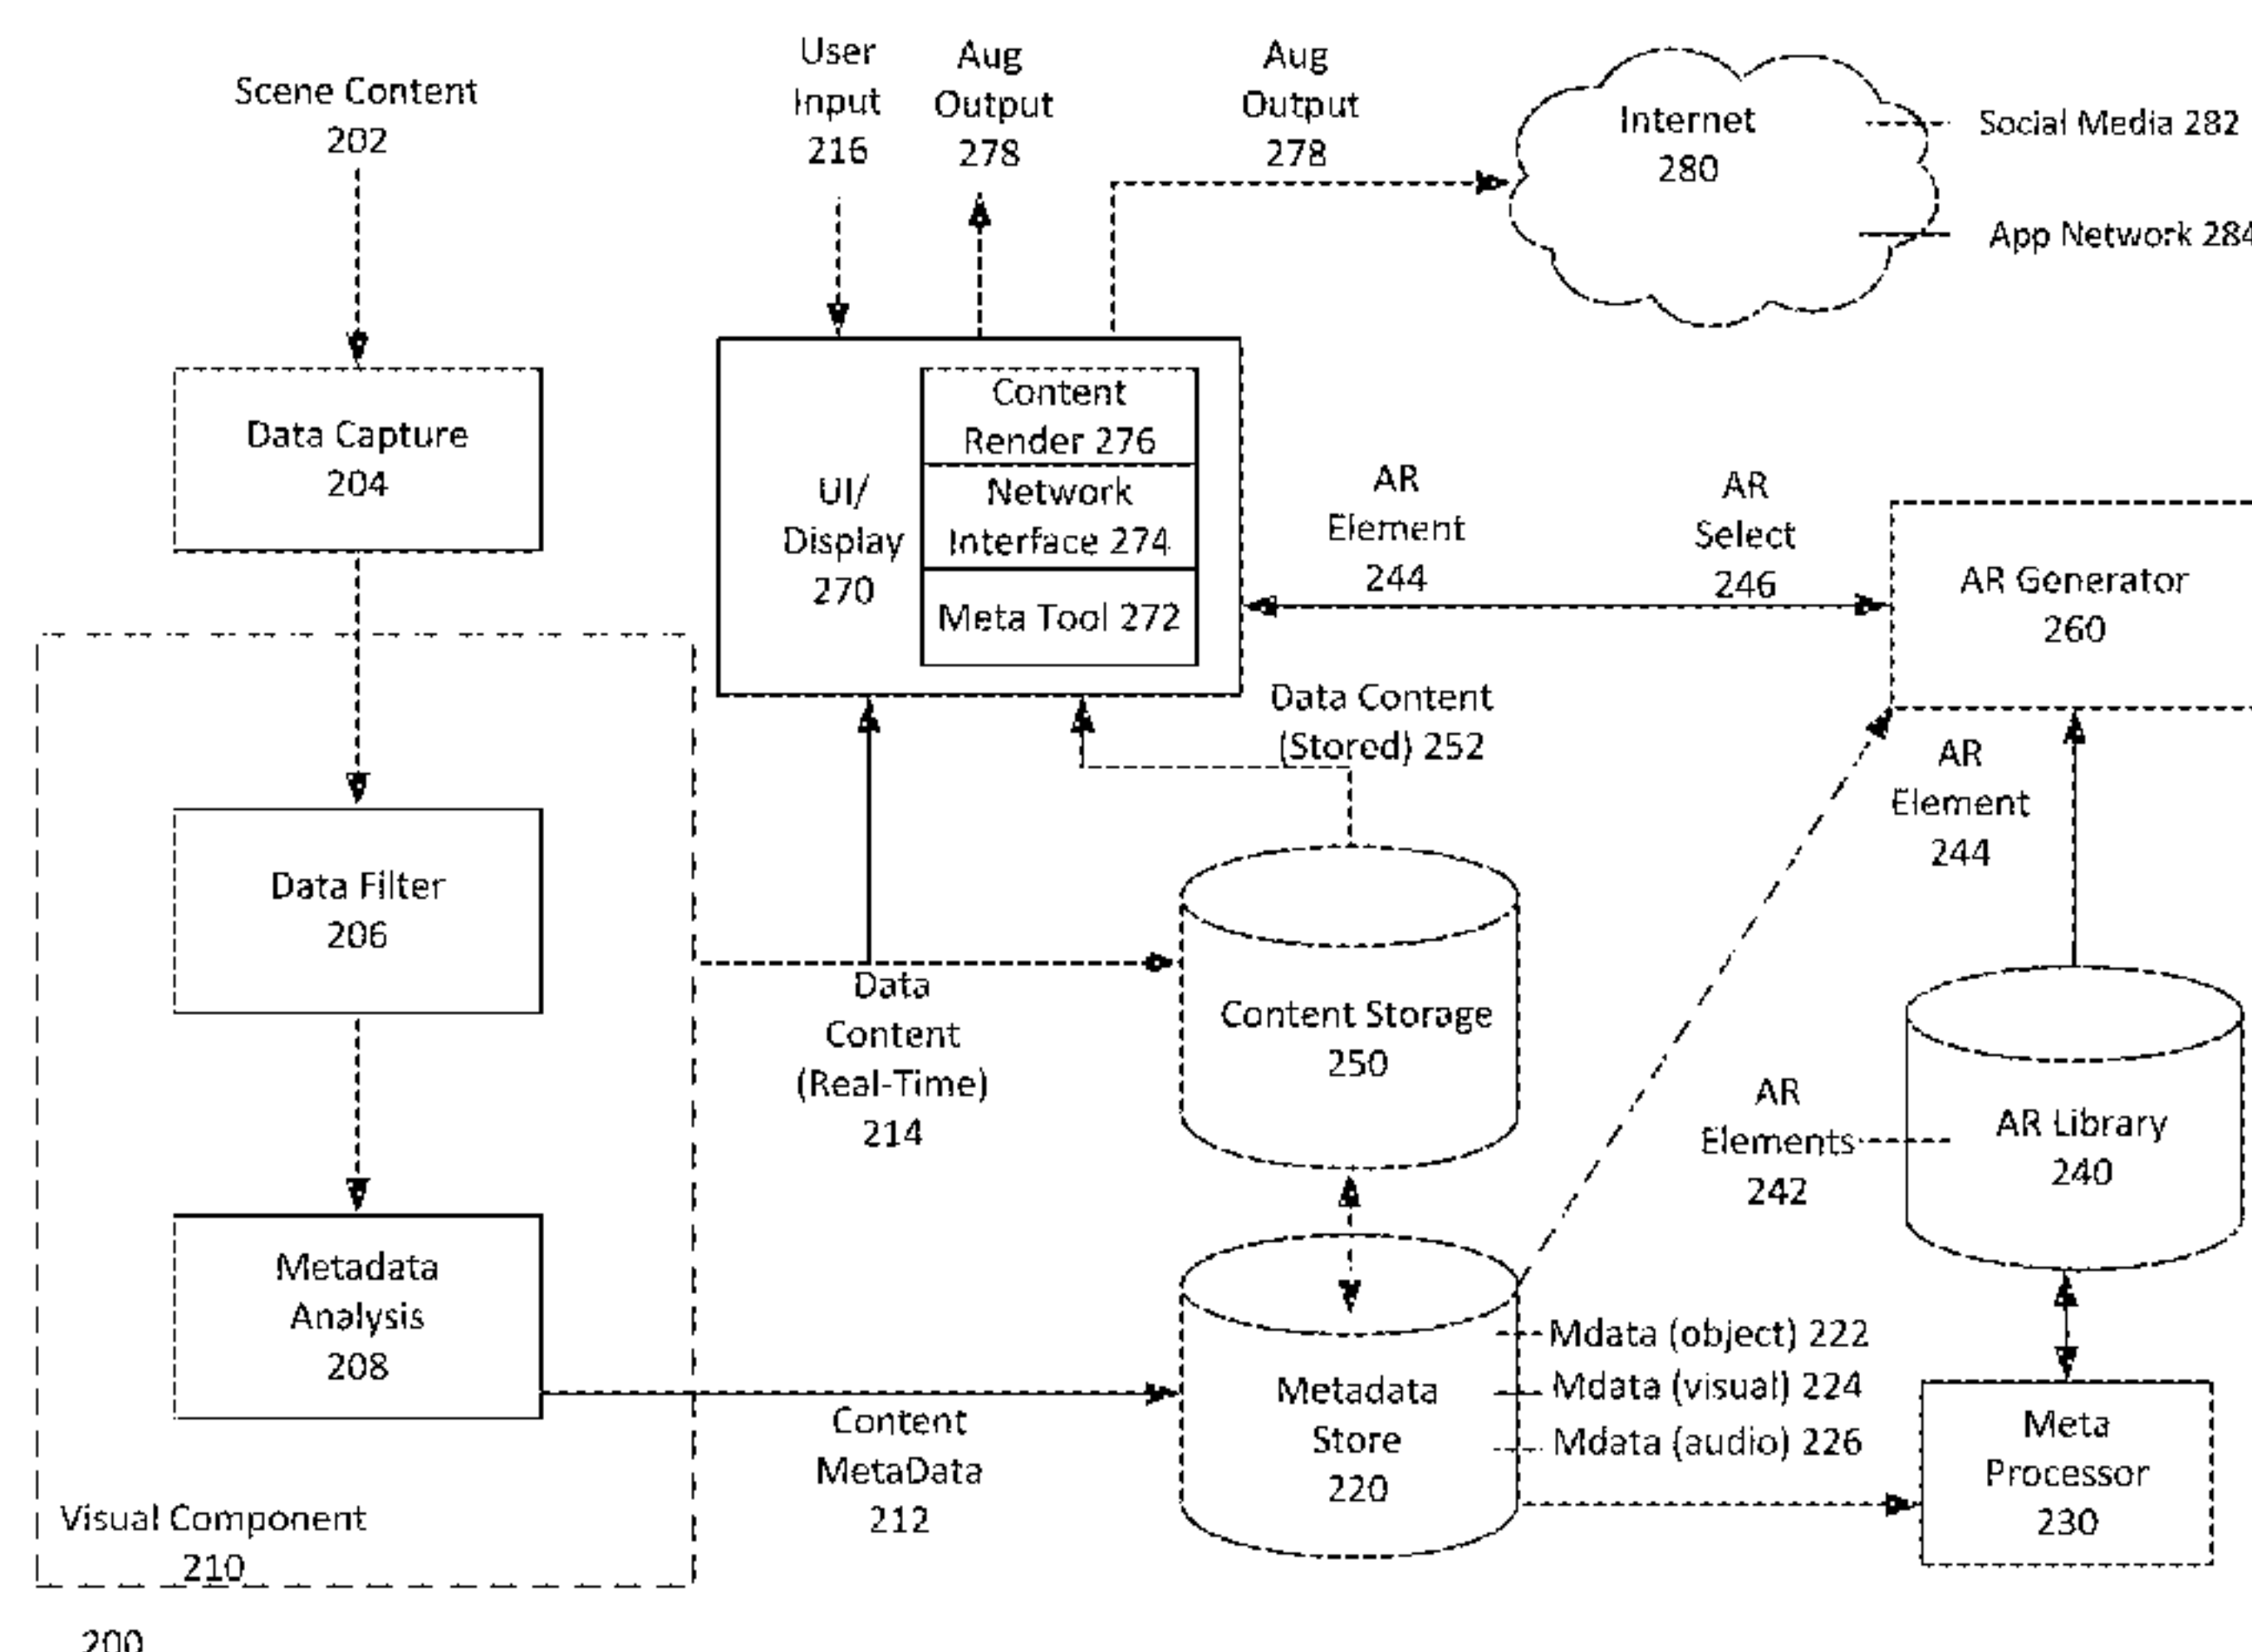 Scene Content
202
User
Input
216
Aug
Output
278
Aug
Output
278
Internet
280
Social Media 282
App Network 284
Data Capture
204
UI/
Display
270
Content
Render 276
Network
Interface 274
Meta Tool 272
AR
Element
244
AR
Select
246
AR Generator
260
Data Content
(Stored) 252
AR
Element
244
Data Filter
206
Data
Content
(Real-Time)
214
Content Storage
250
AR
Elements
242
AR Library
240
Metadata
Analysis
208
Content
MetaData
212
Metadata
Store
220
Mdata (object) 222
Mdata (visual) 224
Mdata (audio) 226
Meta
Processor
230
Visual Component
210
200